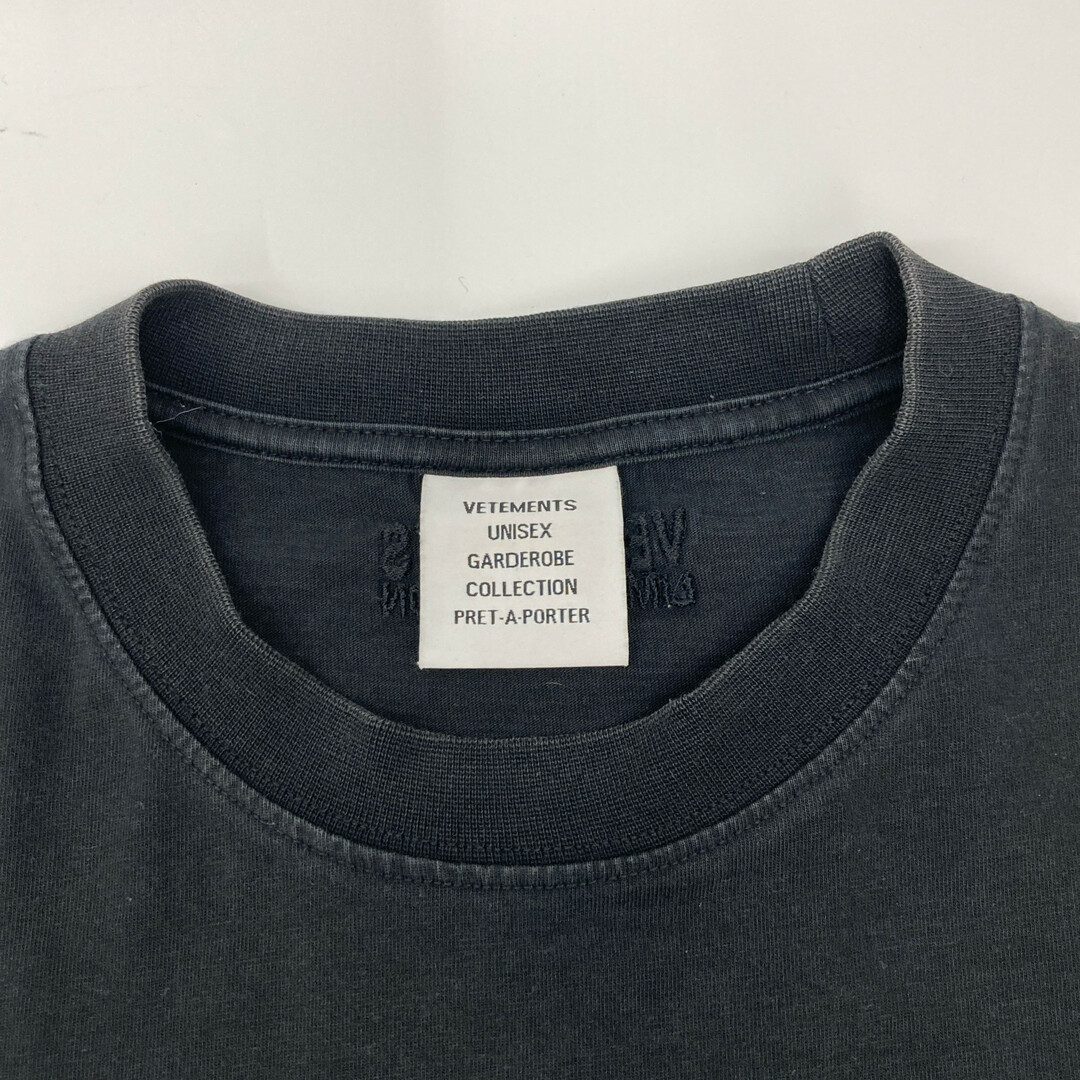 VETEMENTS
UNISEX
GARDEROBE
COLLECTION
PRET-A-PORTER